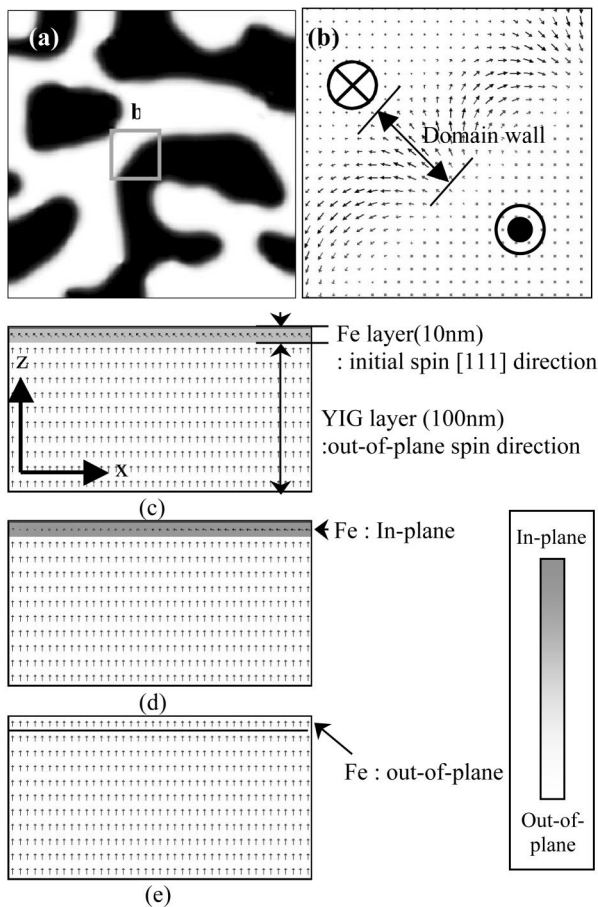 (a)
b
(b)
Domain wall
Fe layer(10nm)
: initial spin [111] direction
Z
YIG layer (100nm)
:out-of-plane spin direction
X
(c)
Fe : In-plane
(d)
Fe : out-of-plane
(e)
In-plane
Out-of-
plane